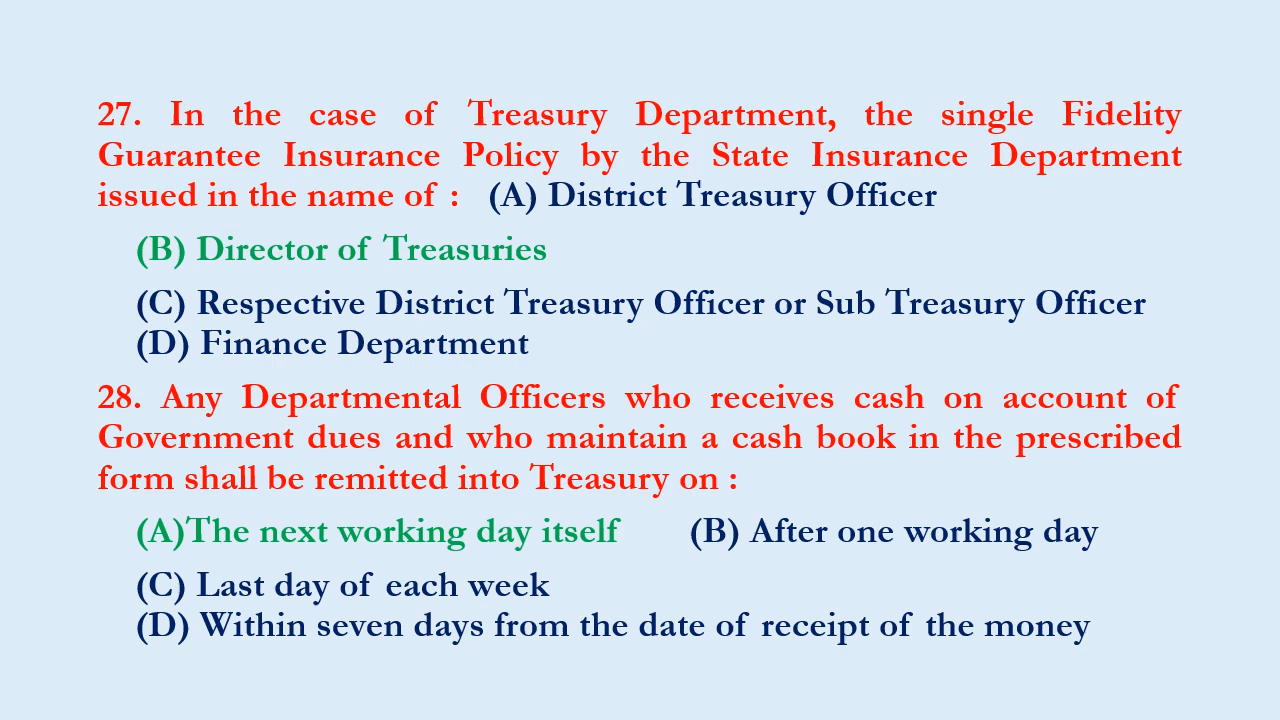 27. In the case of Treasury Department, the single Fidelity
Guarantee Insurance Policy by the State Insurance Department
issued in the name of : (A) District Treasury Officer
(B) Director of Treasuries
(C) Respective District Treasury Officer or Sub Treasury Officer
(D) Finance Department
28. Any Departmental Officers who receives cash on account of
Government dues and who maintain a cash book in the prescribed
form shall be remitted into Treasury on :
(A)The next working day itself (B) After one working day
(C) Last day of each week
(D) Within seven days from the date of receipt of the money